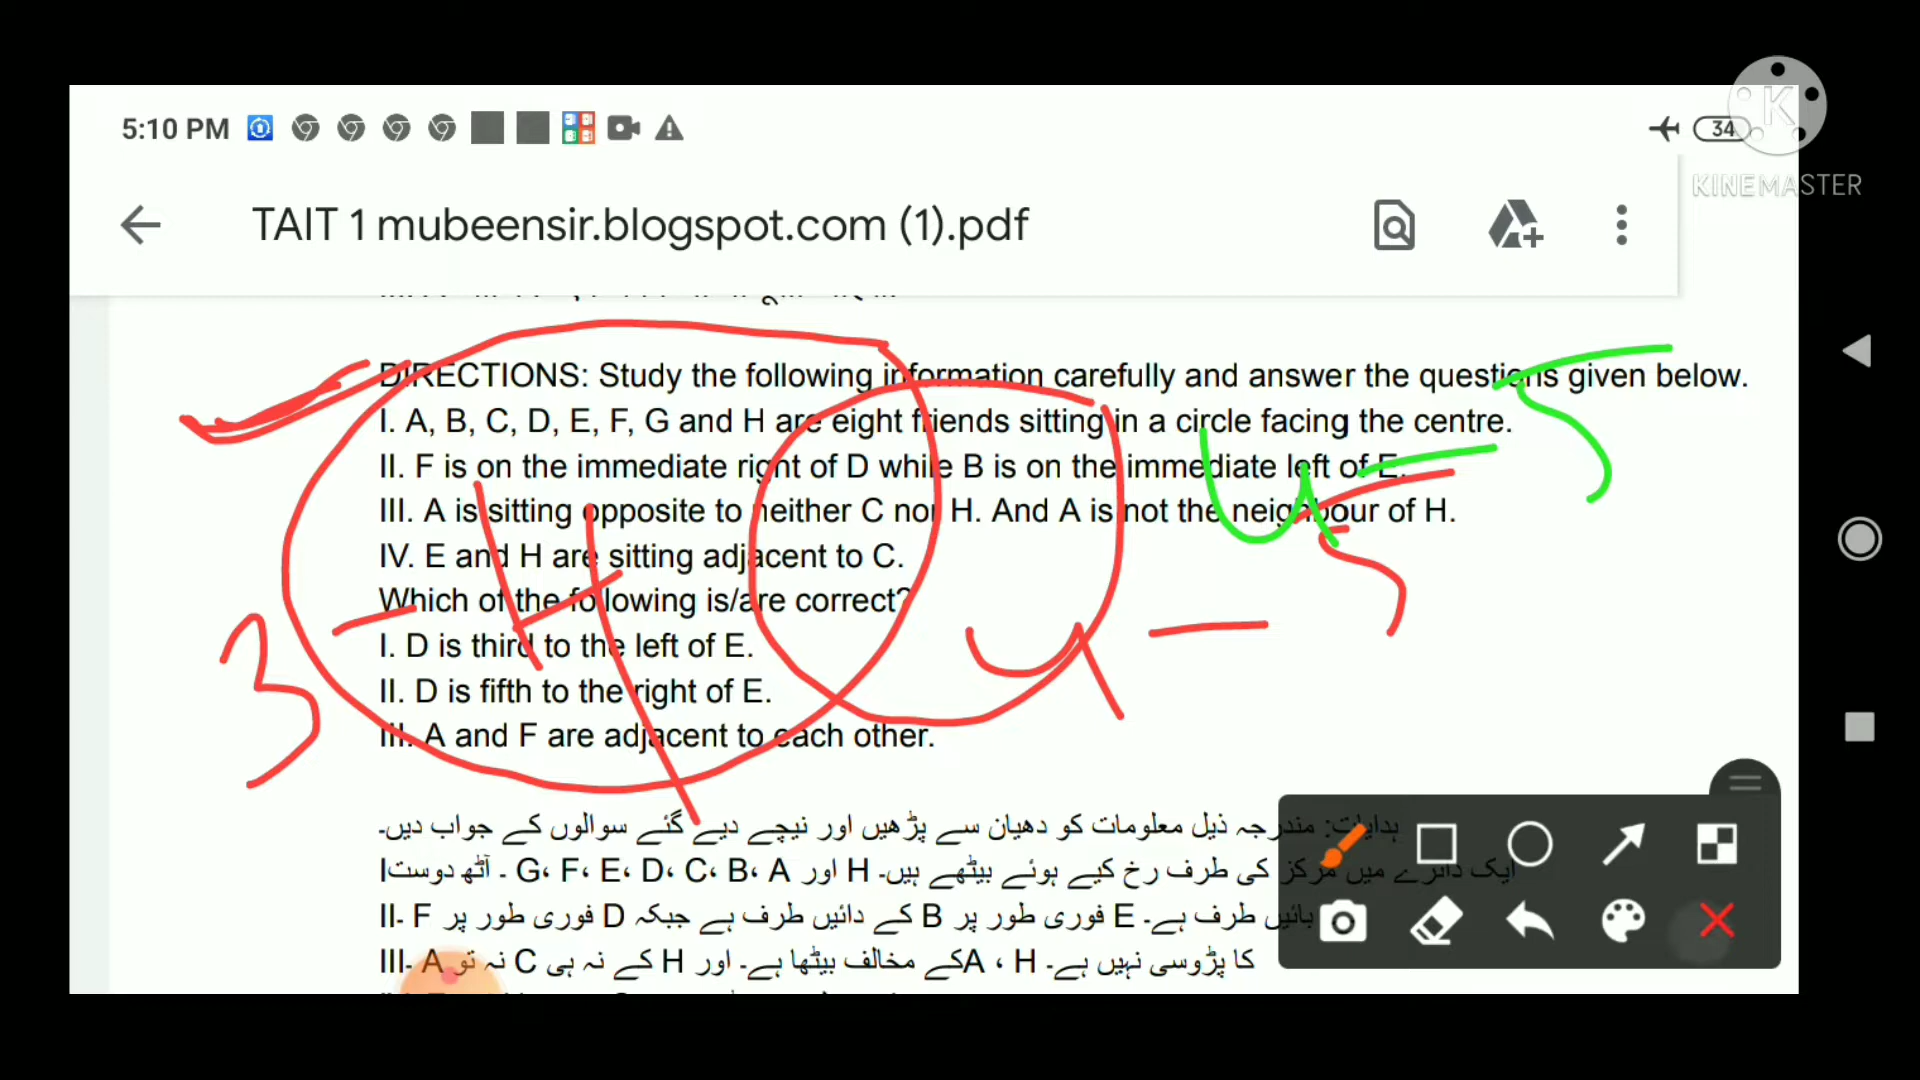 5:10 PM
34
KINEMASTER
TAIT 1 mubeensir.blogspot.com (1).pdf
DIRECTIONS: Study the following information carefully and answer the questions given below.
I. A, B, C, D, E, F, G and H are eight friends sitting in a circle facing the centre.
II. F is on the immediate right of D while B is on the immediate left of E.
III. A is sitting opposite to neither C nor H. And A is not the neighbour of H.
IV. E and H are sitting adjacent to C.
Which of the following is/are correct?
I. D is third to the left of E.
II. D is fifth to the right of E.
III. A and F are adjacent to each other.
3 -
ہدایات: مندرجہ ذیل معلومات کو دھیان سے پڑھیں اور نیچے دیے گئے سوالوں کے جواب دیں۔
ایک دائرے میں مرکز کی طرف رخ کیے ہوئے بیٹھے ہیں۔ H اور G، F، E، D، C، B، A ۔ آٹھ دوست I
بائیں طرف ہے۔ E فوری طور پر B کے دائیں طرف ہے جبکہ D فوری طور پر F ۔II
کا پڑوسی نہیں ہے۔ A ، H کے مخالف بیٹھا ہے۔ اور H کے نہ ہی C نہ تو A ۔III